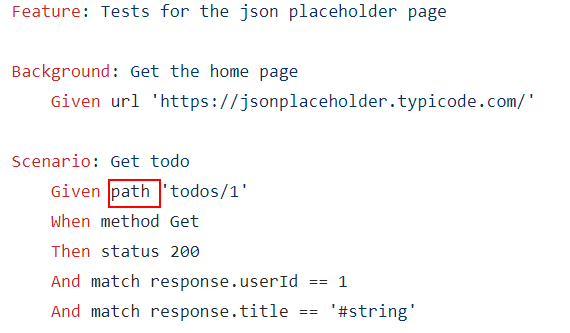 Feature: Tests for the json placeholder page
Background: Get the home page
Given url 'https://jsonplaceholder.typicode.com/'
Scenario: Get todo
Given path 'todos/1'
When method Get
Then status 200
And match response.userId == 1
And match response.title == '#string'